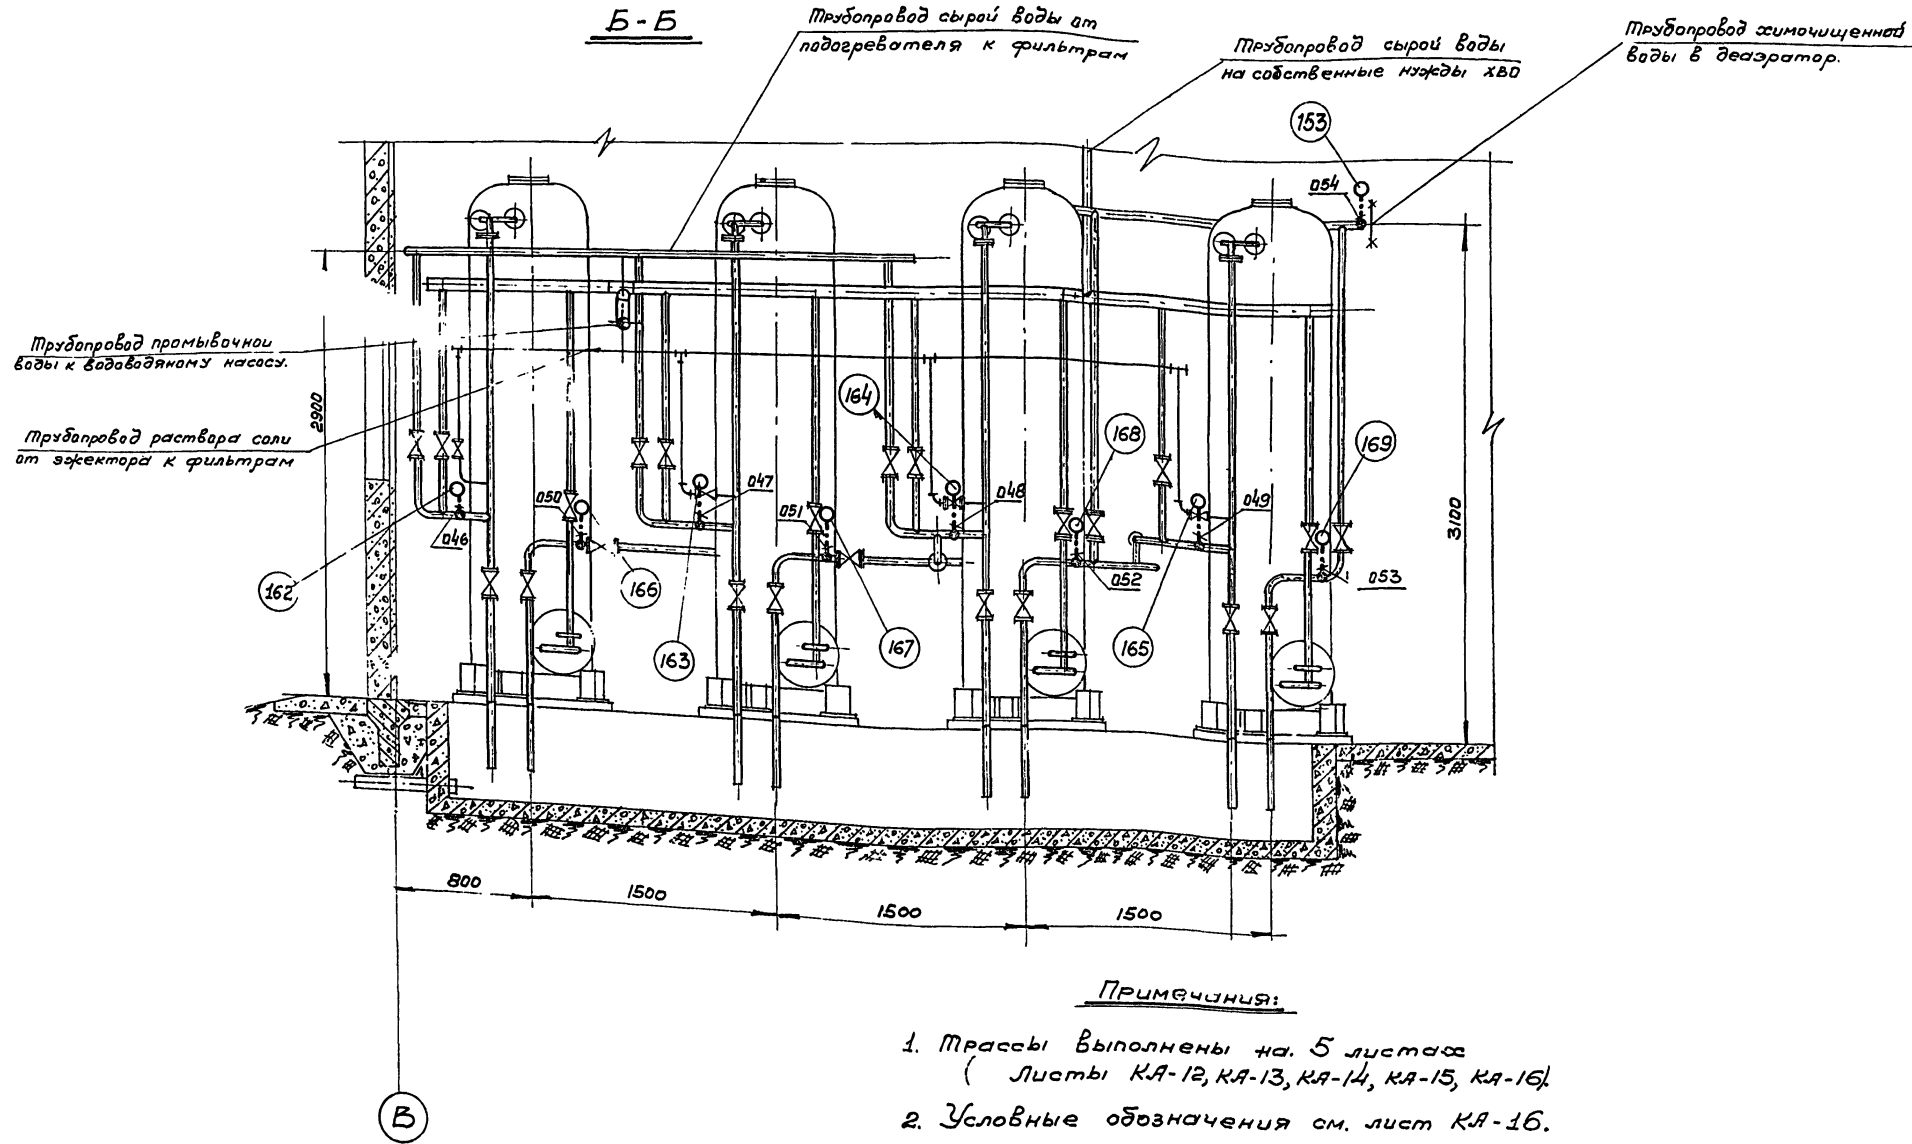 Б-Б
Трубопровод сырой воды от
подогревателя к фильтрам
Трубопровод сырой воды
на собственные нужды ХВО
Трубопровод химочищенной
воды в деаэратор.
153
054
Трубопровод промывочной
воды к водоводяному насосу.
2900
164
168
169
Трубопровод раствора соли
от эжектора к фильтрам
3100
050
047
051
048
049
046
162
166
052
053
163
167
165
800
1500
1500
1500
Примечания:
1. Трассы выполнены на. 5 листах
( Листы КА-12, КА-13, КА-14, КА-15, КА-16).
2. Условные обозначения см. лист КА-16.
В